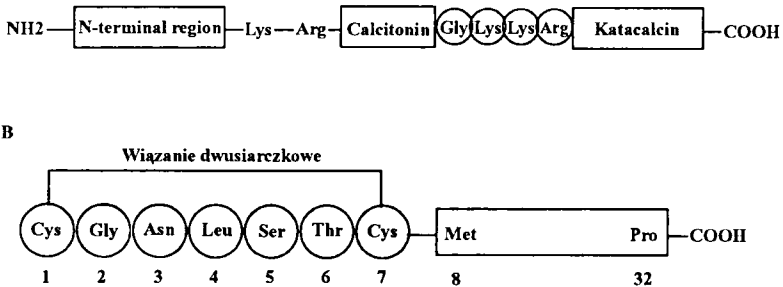 NH2 N-terminal region Lys Arg Calcitonin Gly Lys Lys Arg Katacalcin COOH
B
Wiązanie dwusiarczkowe
Cys Gly Asn Leu Ser Thr Cys Met Pro COOH
1 2 3 4 5 6 7 8 32